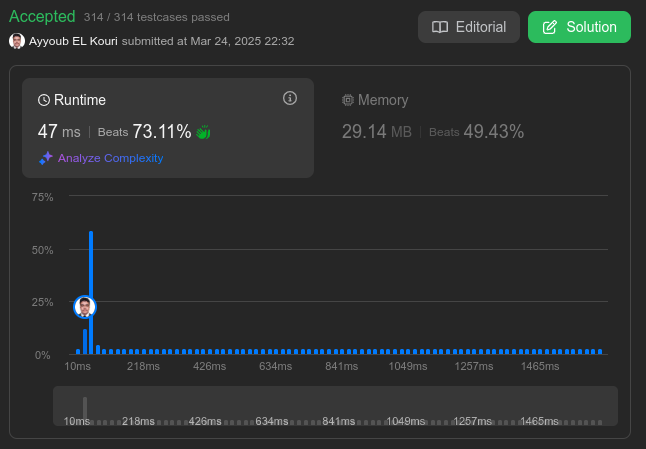 Accepted 314 / 314 testcases passed
Editorial
Solution
Ayyoub EL Kouri submitted at Mar 24, 2025 22:32
Runtime
47 ms | Beats 73.11%
Analyze Complexity
Memory
29.14 MB | Beats 49.43%
75%
50%
25%
0%
10ms 218ms 426ms 634ms 841ms 1049ms 1257ms 1465ms
10ms 218ms 426ms 634ms 841ms 1049ms 1257ms 1465ms